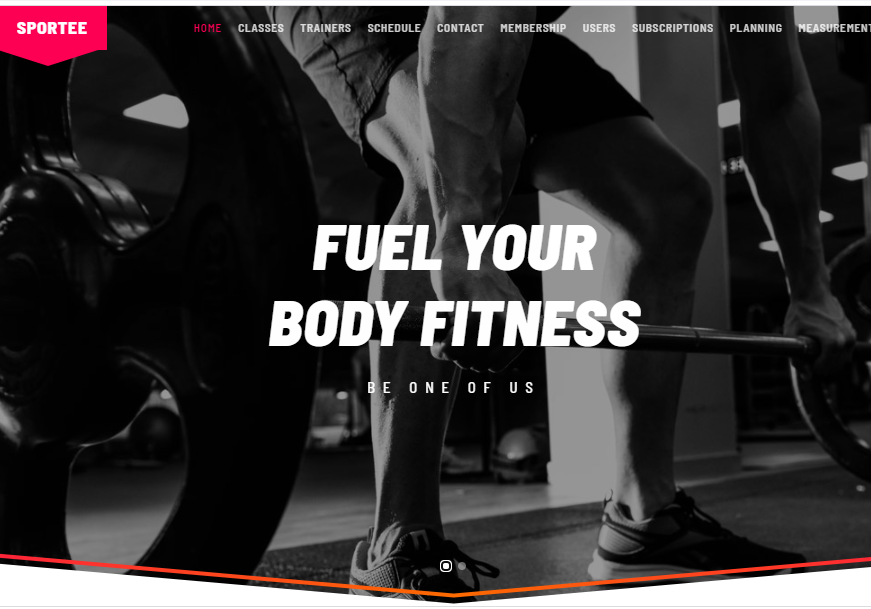 SPORTEE
HOME CLASSES TRAINERS SCHEDULE CONTACT MEMBERSHIP USERS SUBSCRIPTIONS PLANNING MEASUREMENT
FUEL YOUR
BODY FITNESS
BE ONE OF US